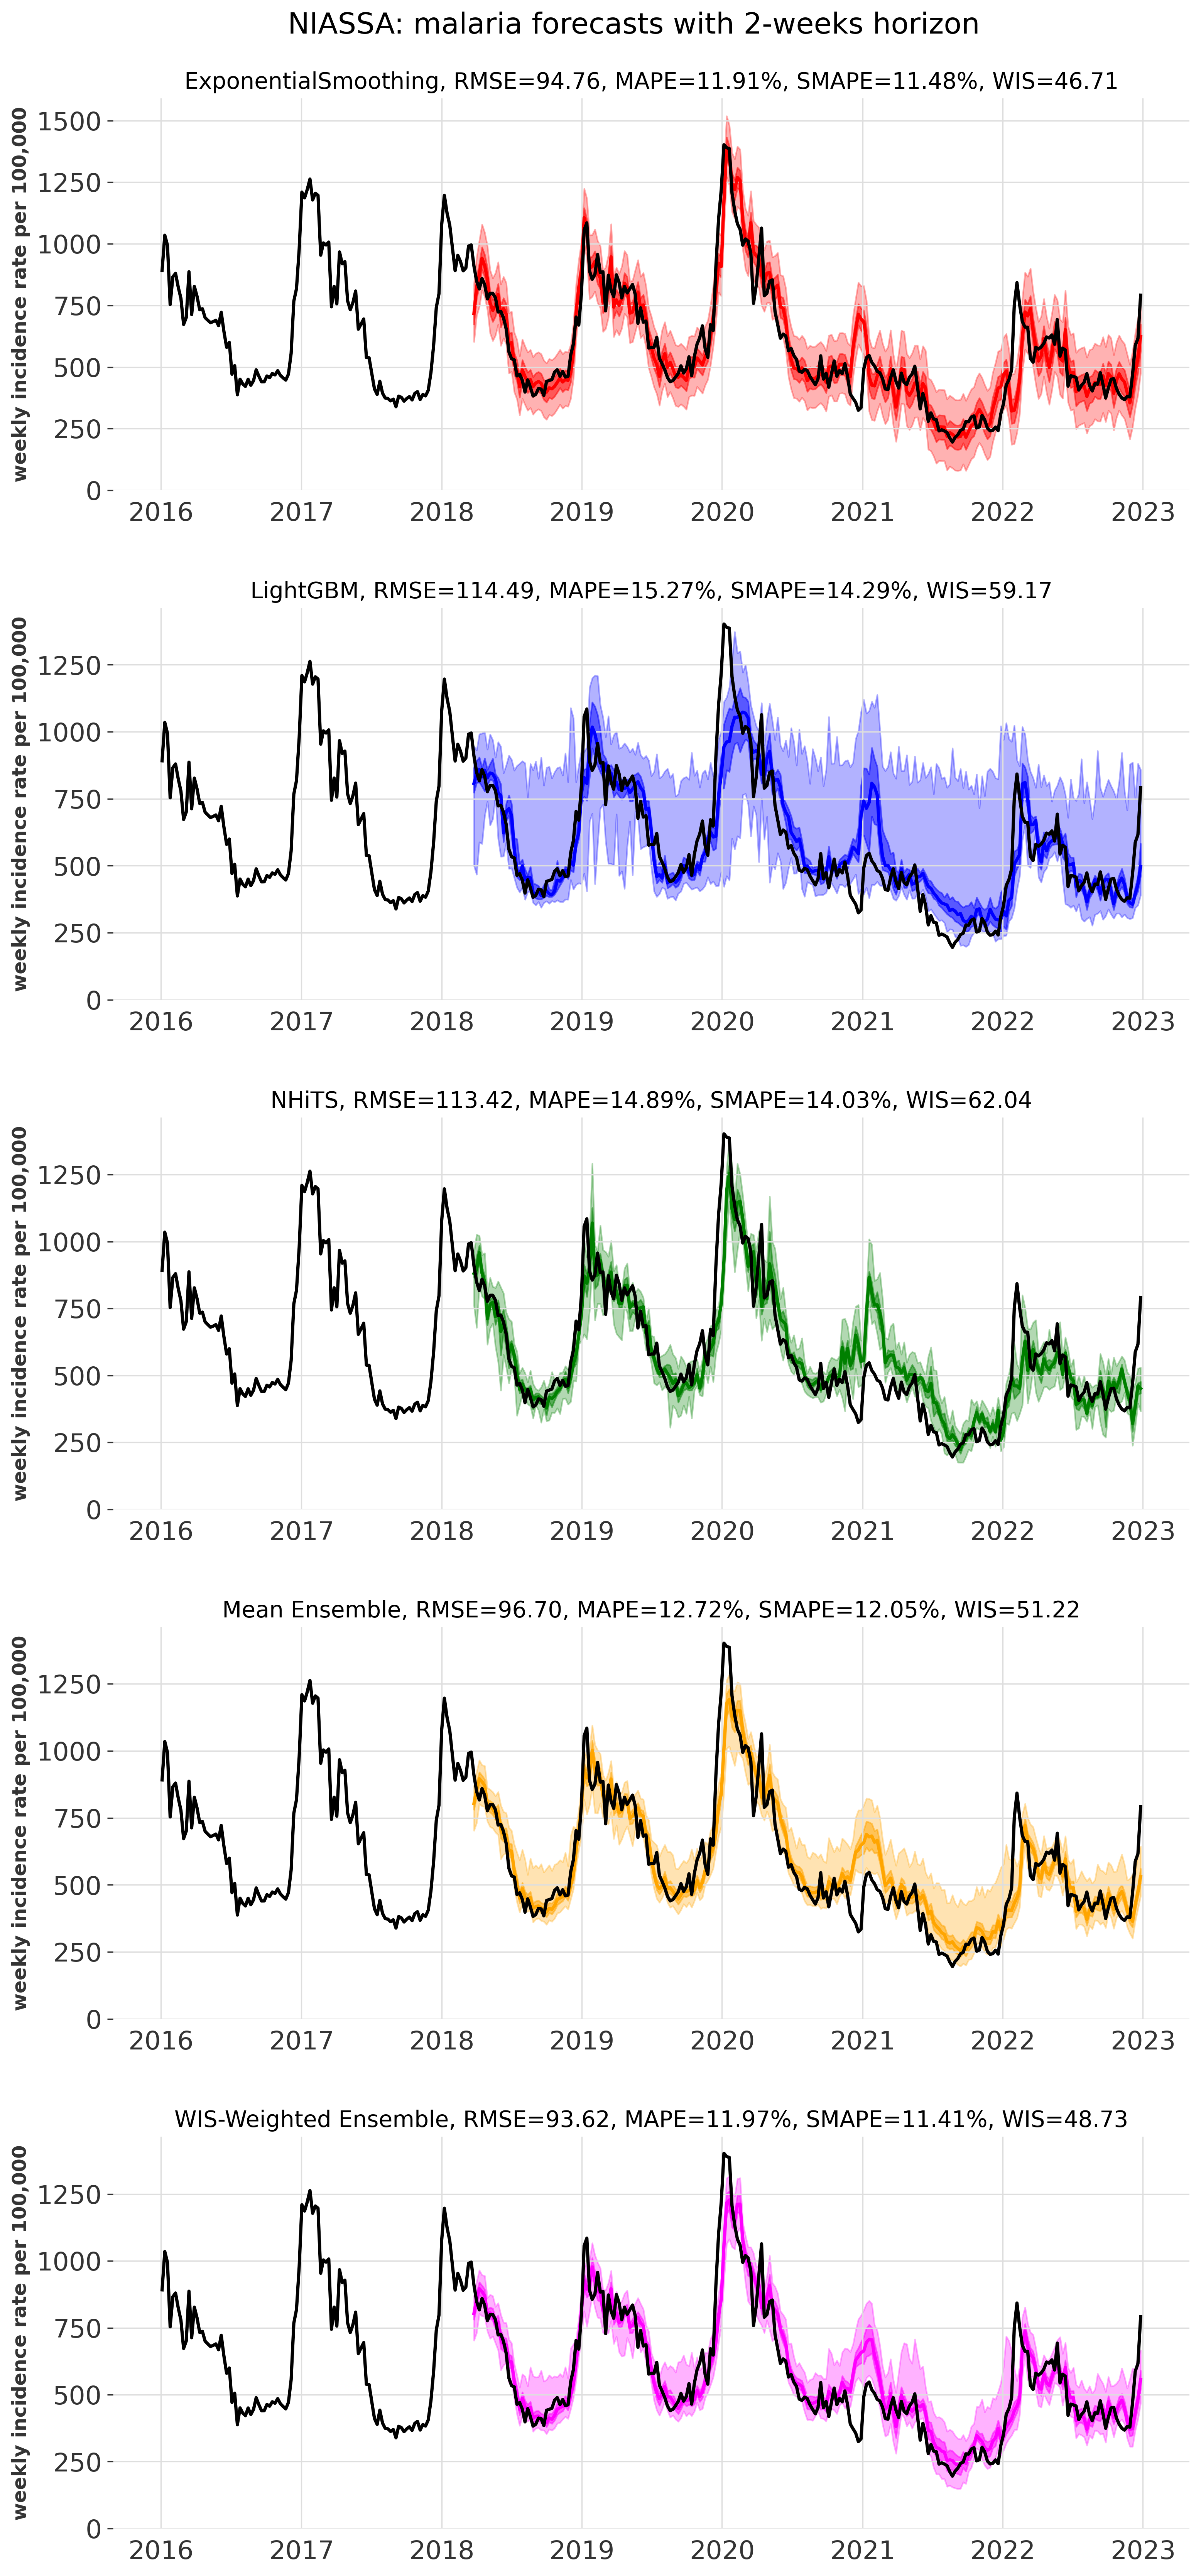 NIASSA: malaria forecasts with 2-weeks horizon
ExponentialSmoothing, RMSE=94.76, MAPE=11.91%, SMAPE=11.48%, WIS=46.71
weekly incidence rate per 100,000
1500
1250
1000
750
500
250
0
2016 2017 2018 2019 2020 2021 2022 2023
LightGBM, RMSE=114.49, MAPE=15.27%, SMAPE=14.29%, WIS=59.17
weekly incidence rate per 100,000
1250
1000
750
500
250
0
2016 2017 2018 2019 2020 2021 2022 2023
NHiTS, RMSE=113.42, MAPE=14.89%, SMAPE=14.03%, WIS=62.04
weekly incidence rate per 100,000
1250
1000
750
500
250
0
2016 2017 2018 2019 2020 2021 2022 2023
Mean Ensemble, RMSE=96.70, MAPE=12.72%, SMAPE=12.05%, WIS=51.22
weekly incidence rate per 100,000
1250
1000
750
500
250
0
2016 2017 2018 2019 2020 2021 2022 2023
WIS-Weighted Ensemble, RMSE=93.62, MAPE=11.97%, SMAPE=11.41%, WIS=48.73
weekly incidence rate per 100,000
1250
1000
750
500
250
0
2016 2017 2018 2019 2020 2021 2022 2023